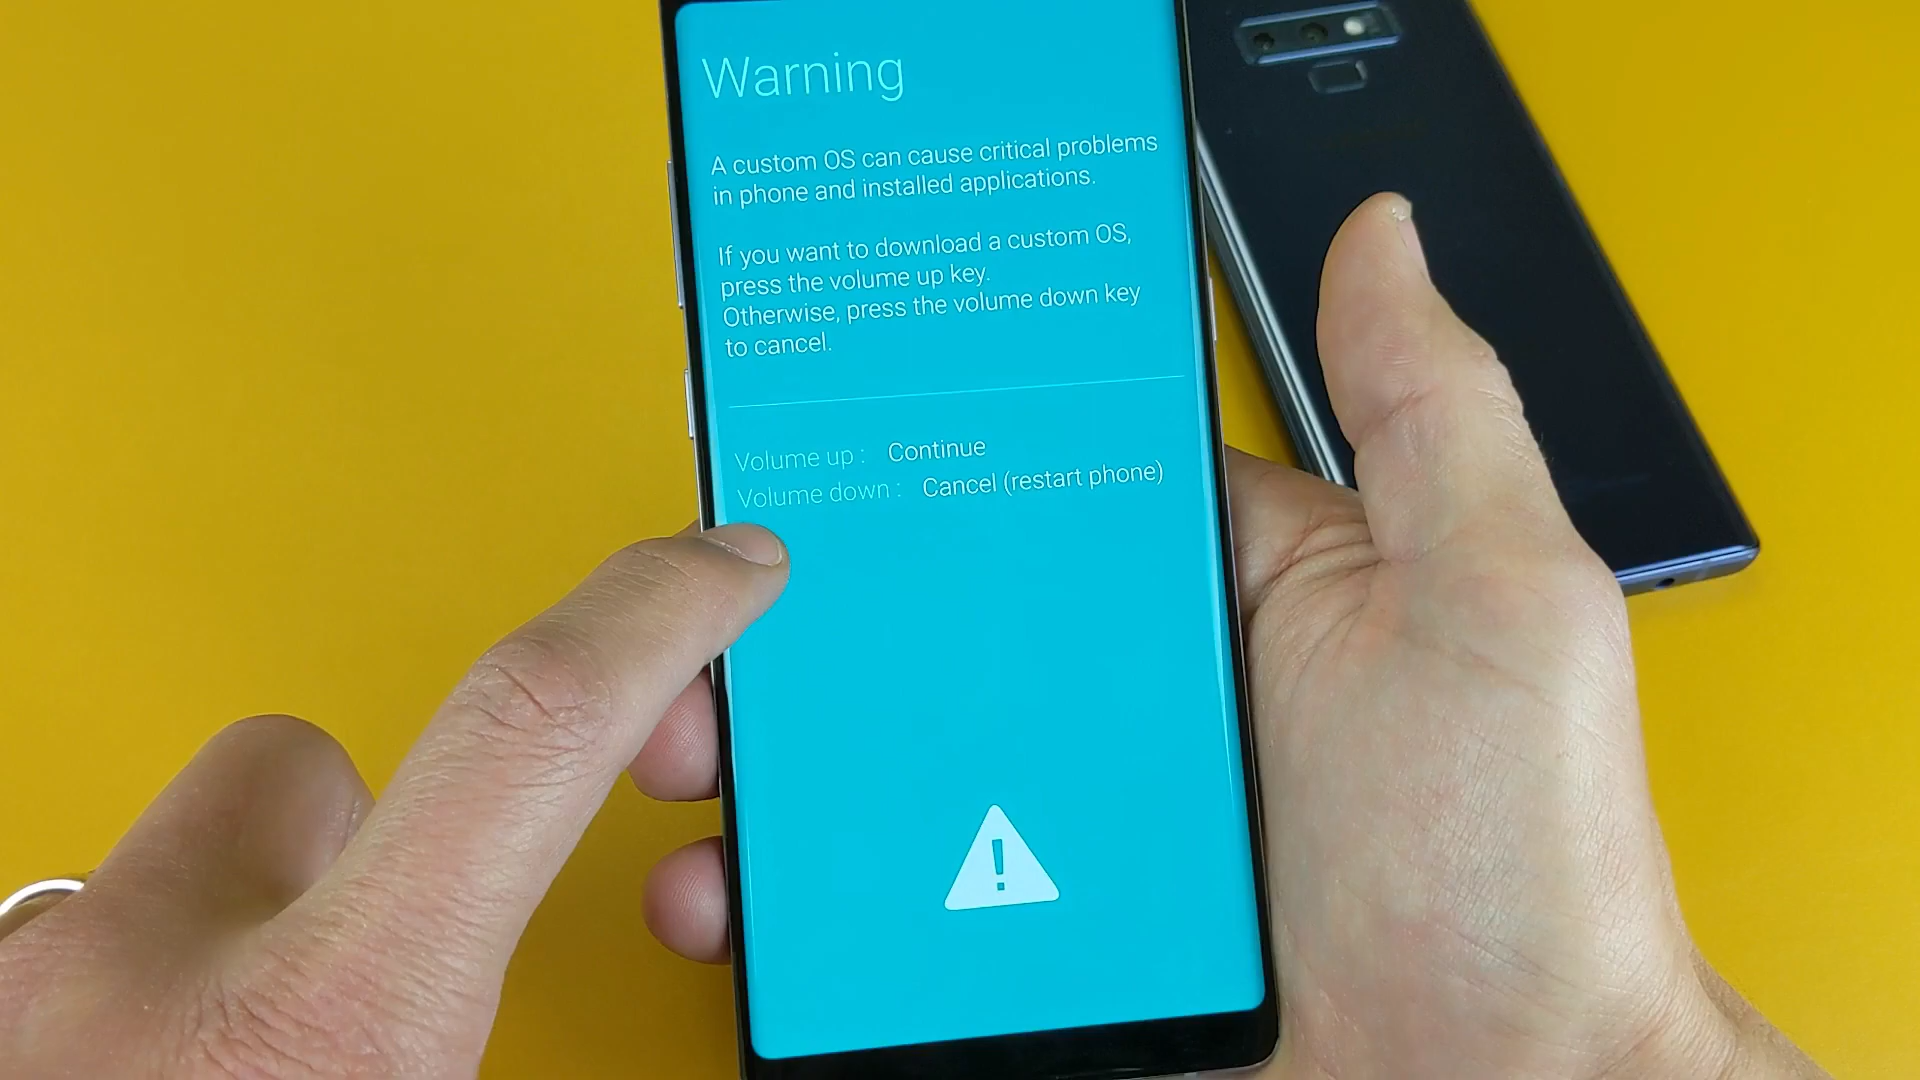 Warning
A custom OS can cause critical problems
in phone and installed applications.
If you want to download a custom OS,
press the volume up key.
Otherwise, press the volume down key
to cancel.
Volume up : Continue
Volume down : Cancel (restart phone)